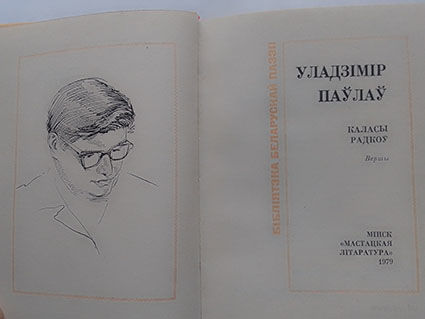 БІБЛІЯТЭКА БЕЛАРУСКАЙ ПАЭЗІІ
УЛАДЗІМІР
ПАЎЛАЎ
КАЛАСЫ
РАДКОЎ
Вершы
МІНСК
«МАСТАЦКАЯ
ЛІТАРАТУРА»
1979